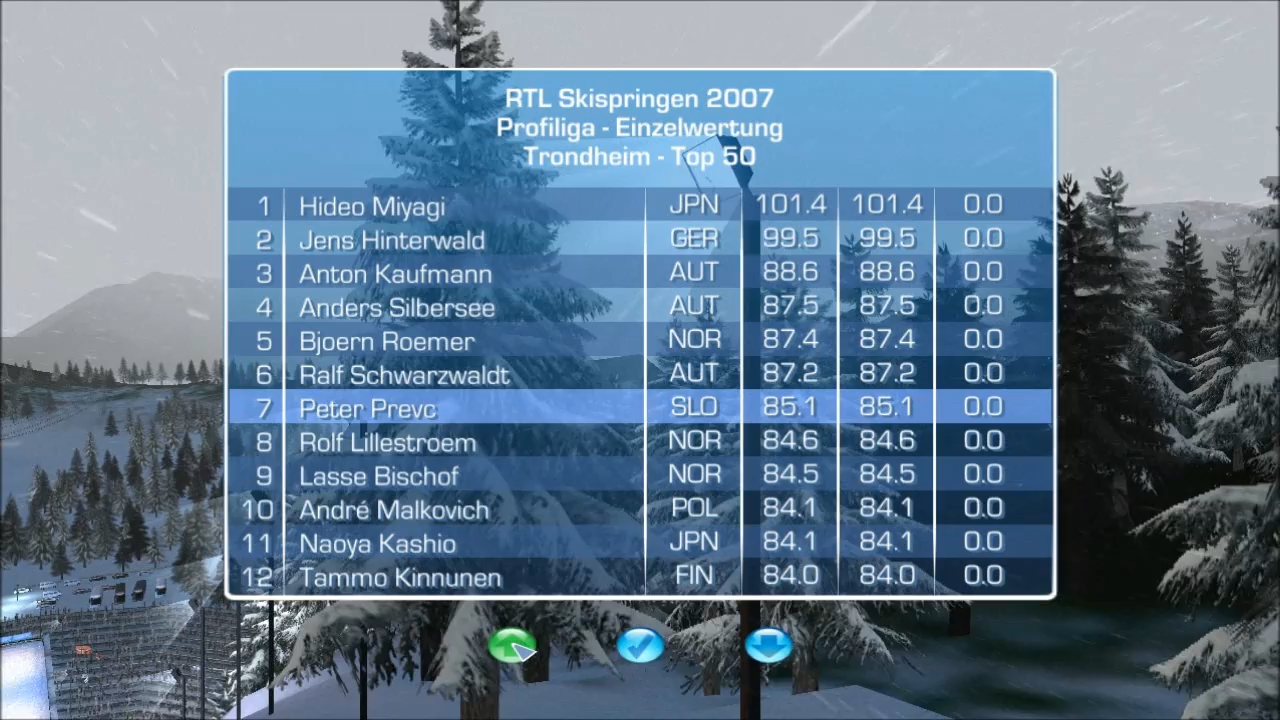 RTL Skispringen 2007
Profiliga - Einzelwertung
Trondheim - Top 50
1 Hideo Miyagi JPN 101.4 101.4 0.0
2 Jens Hinterwald GER 99.5 99.5 0.0
3 Anton Kaufmann AUT 88.6 88.6 0.0
4 Anders Silbersee AUT 87.5 87.5 0.0
5 Bjoern Roemer NOR 87.4 87.4 0.0
6 Ralf Schwarzwaldt AUT 87.2 87.2 0.0
7 Peter Prevc SLO 85.1 85.1 0.0
8 Rolf Lillestroem NOR 84.6 84.6 0.0
9 Lasse Bischof NOR 84.5 84.5 0.0
10 André Malkovich POL 84.1 84.1 0.0
11 Naoya Kashio JPN 84.1 84.1 0.0
12 Tammo Kinnunen FIN 84.0 84.0 0.0